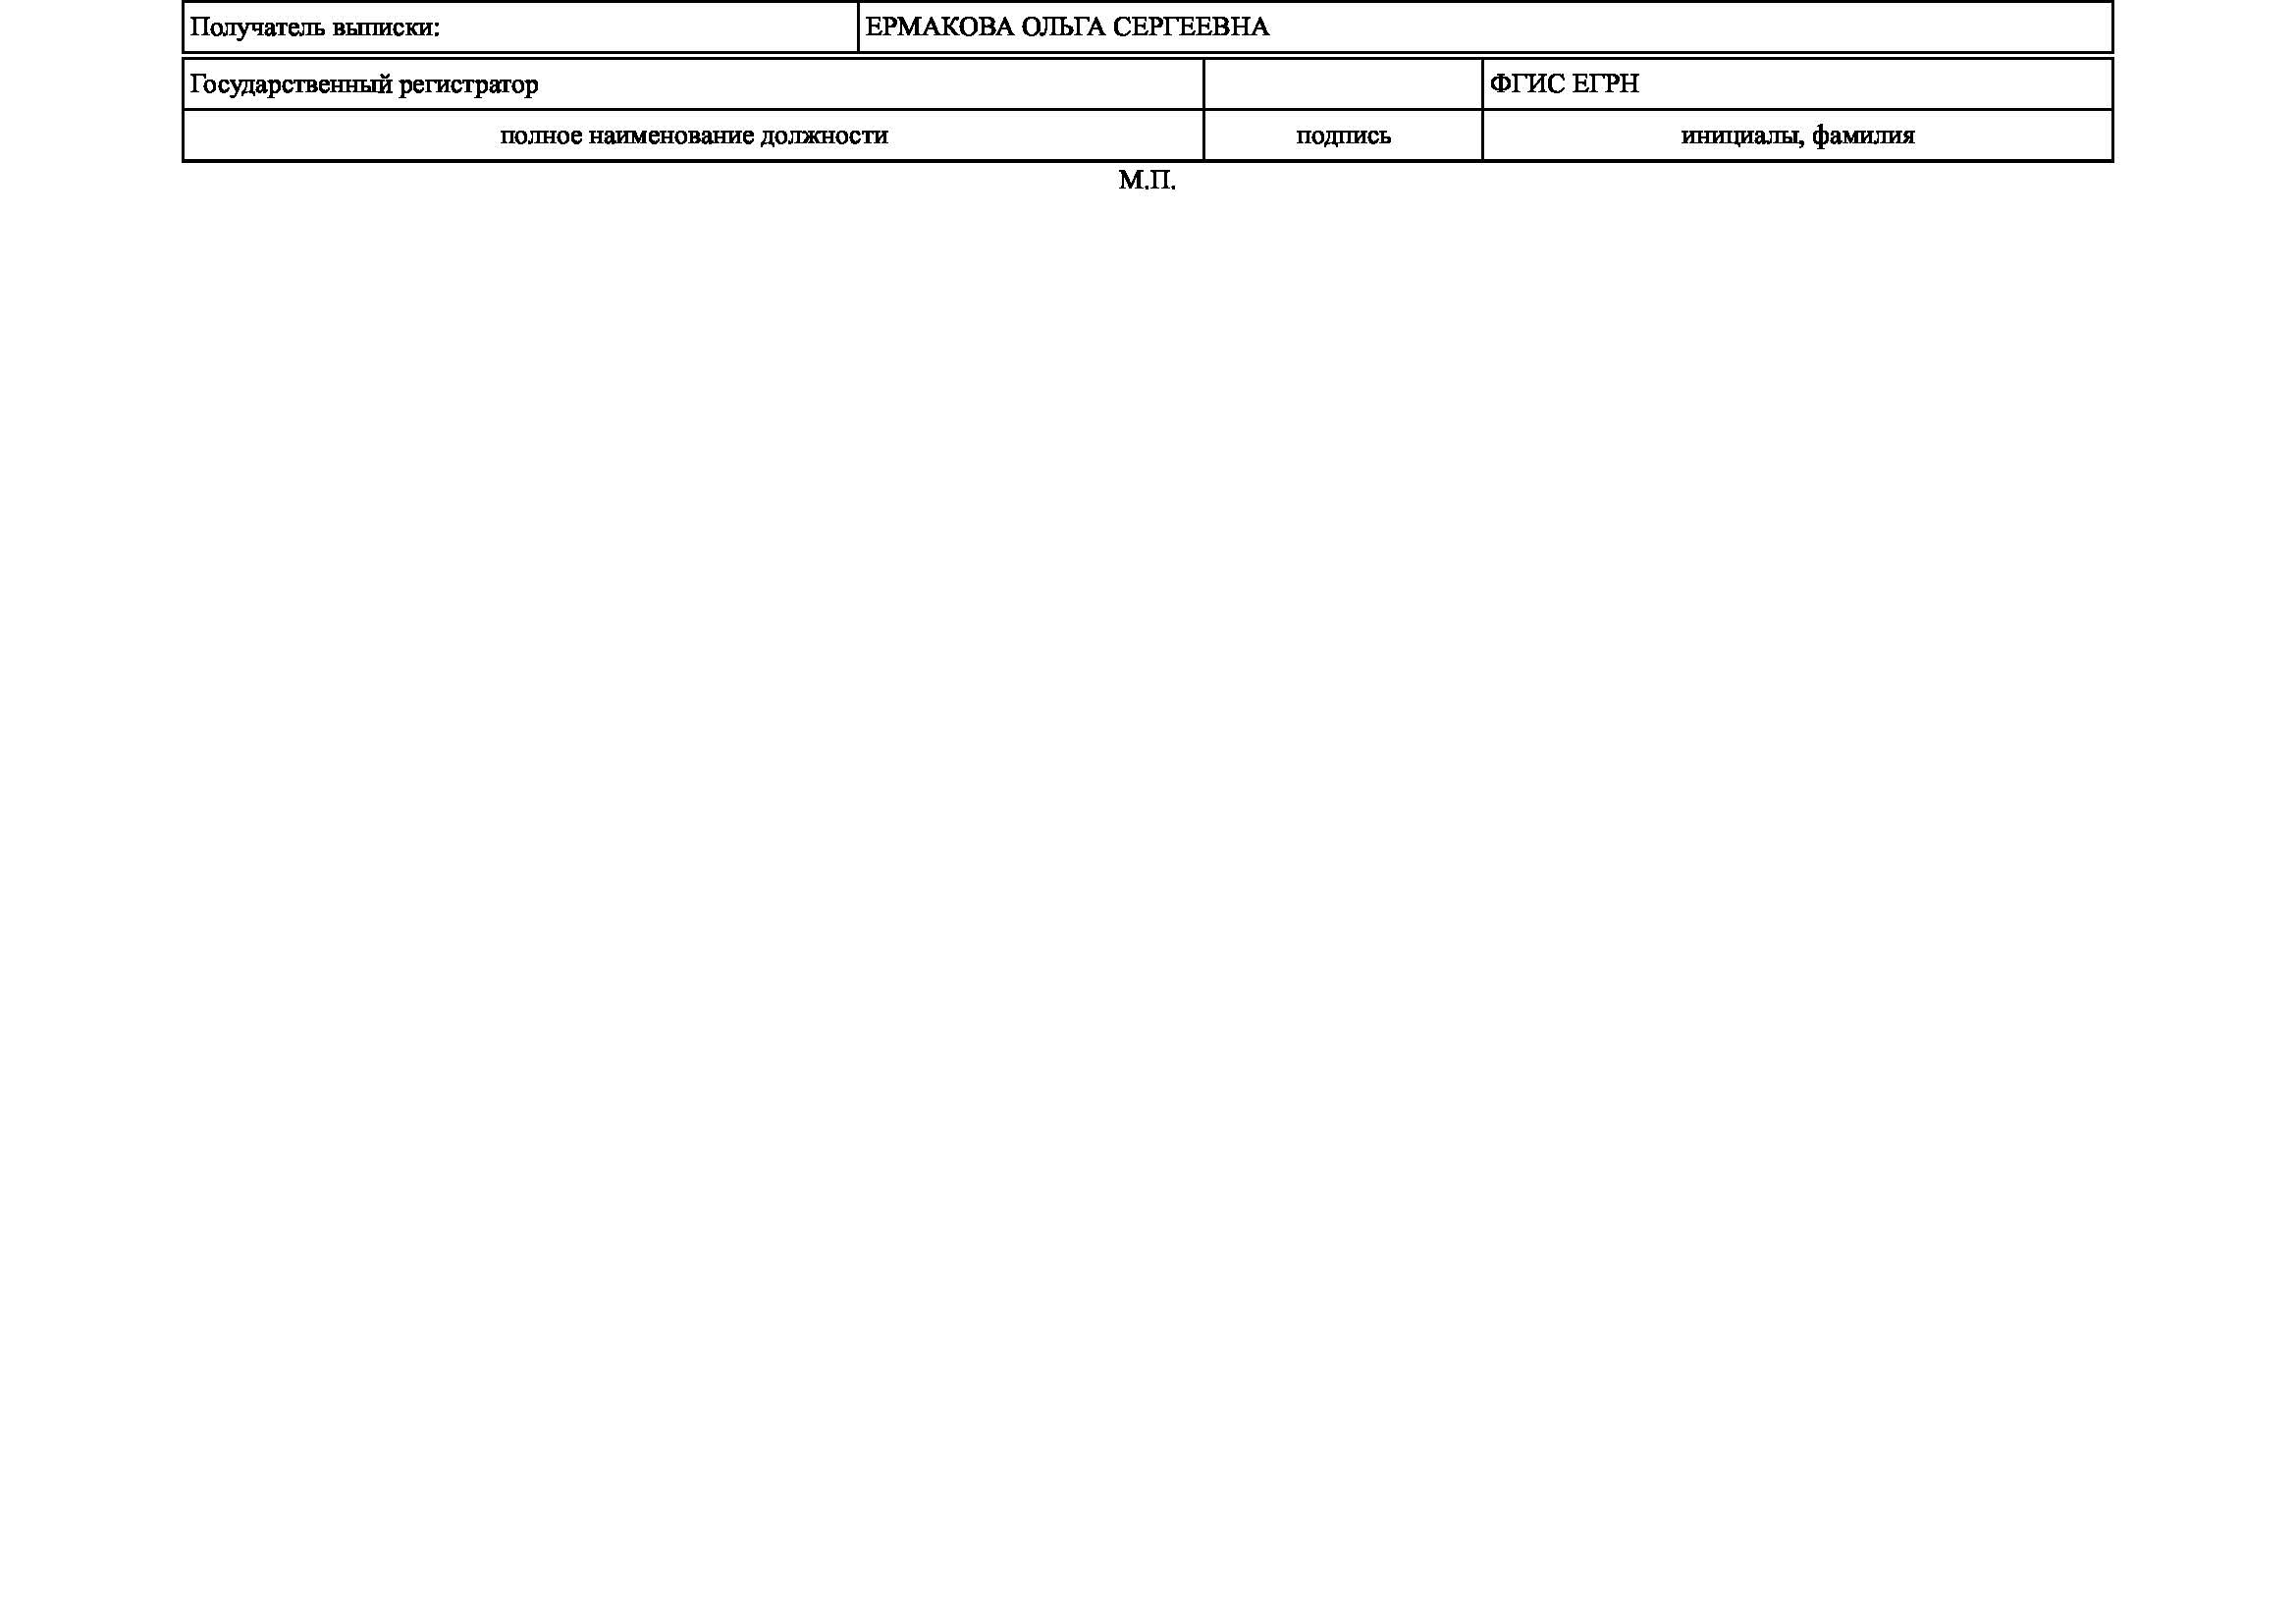 Получатель выписки: ЕРМАКОВА ОЛЬГА СЕРГЕЕВНА
Государственный регистратор ФГИС ЕГРН
полное наименование должности подпись инициалы, фамилия
М.П.